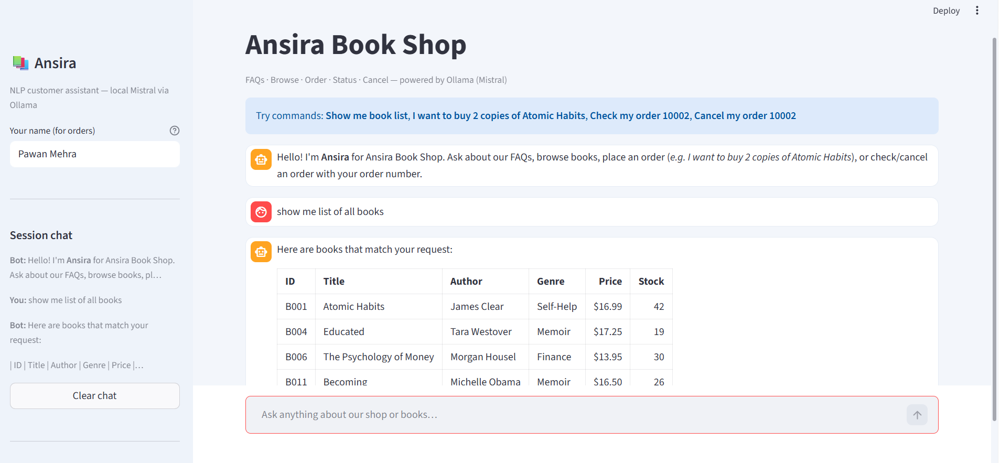 Deploy
Ansira
NLP customer assistant — local Mistral via
Ollama
Your name (for orders)
Pawan Mehra
Session chat
Bot: Hello! I'm Ansira for Ansira Book Shop.
Ask about our FAQs, browse books, pl…
You: show me list of all books
Bot: Here are books that match your
request:
| ID | Title | Author | Genre | Price |…
Clear chat
Ansira Book Shop
FAQs · Browse · Order · Status · Cancel — powered by Ollama (Mistral)
Try commands: Show me book list, I want to buy 2 copies of Atomic Habits, Check my order 10002, Cancel my order 10002
Hello! I'm Ansira for Ansira Book Shop. Ask about our FAQs, browse books, place an order (e.g. I want to buy 2 copies of Atomic Habits), or check/cancel
an order with your order number.
show me list of all books
Here are books that match your request:
ID Title Author Genre Price Stock
B001 Atomic Habits James Clear Self-Help $16.99 42
B004 Educated Tara Westover Memoir $17.25 19
B006 The Psychology of Money Morgan Housel Finance $13.95 30
B011 Becoming Michelle Obama Memoir $16.50 26
Ask anything about our shop or books…